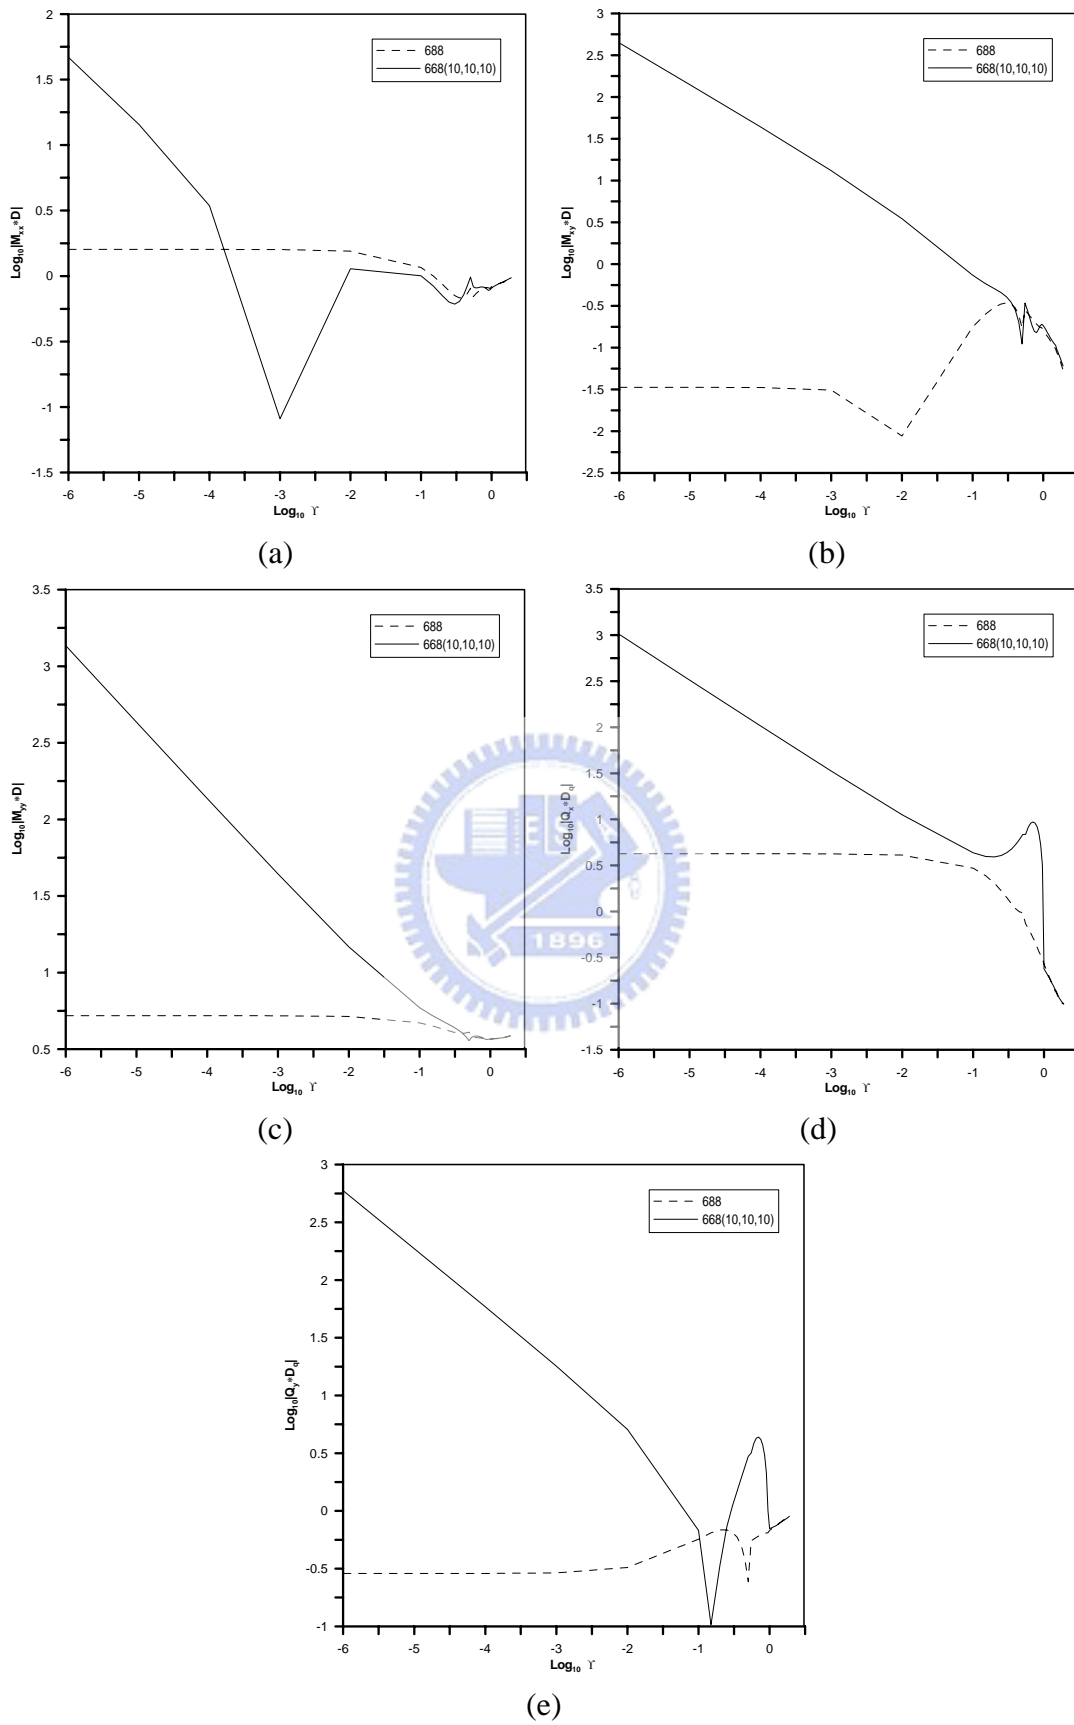 2
1.5
1
0.5
0
-0.5
-1
-1.5
Log10|Mxx*D|
688
668(10,10,10)
-6 -5 -4 -3 -2 -1 0
Log10 ϒ
(a)
3
2.5
2
1.5
1
0.5
0
-0.5
-1
-1.5
-2
-2.5
Log10|Mxy*D|
688
668(10,10,10)
-6 -5 -4 -3 -2 -1 0
Log10 ϒ
(b)
3.5
3
2.5
2
1.5
1
0.5
Log10|Myy*D|
688
668(10,10,10)
-6 -5 -4 -3 -2 -1 0
Log10 ϒ
(c)
3.5
3
2.5
2
1.5
1
0.5
0
-0.5
-1
-1.5
Log10|Qx*Dq|
688
668(10,10,10)
-6 -5 -4 -3 -2 -1 0
Log10 ϒ
(d)
1896
3
2.5
2
1.5
1
0.5
0
-0.5
-1
Log10|Qy*Dq|
688
668(10,10,10)
-6 -5 -4 -3 -2 -1 0
Log10 ϒ
(e)